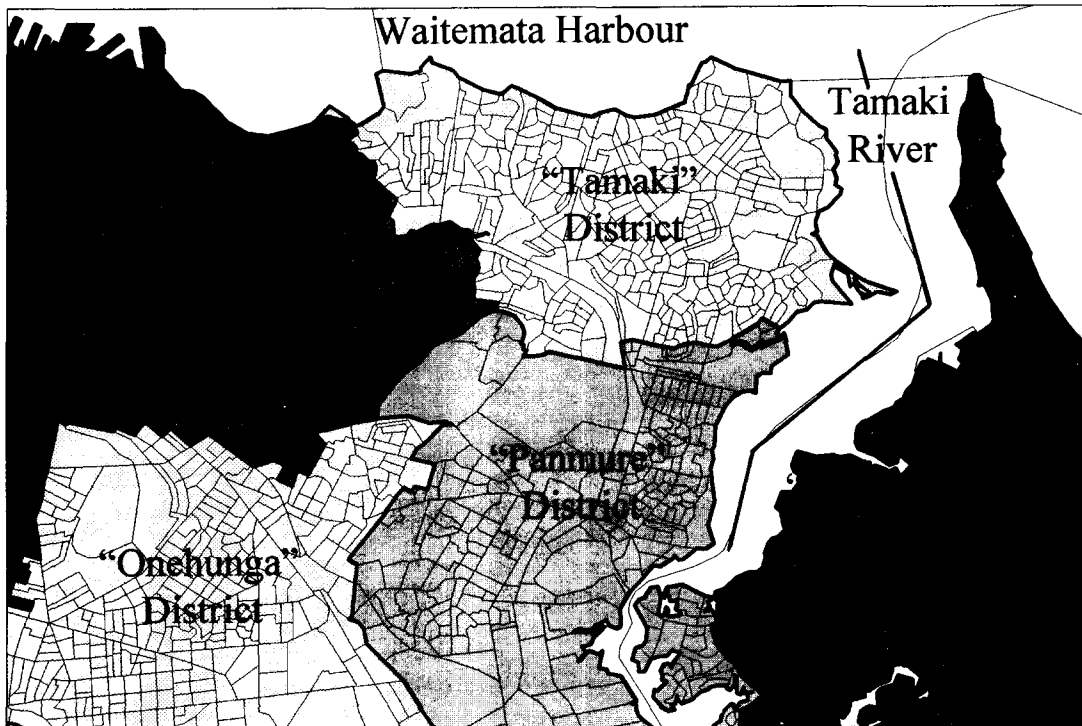 Waitemata Harbour
Tamaki
River
“Tamaki”
District
“Panmure”
District
“Onehunga”
District